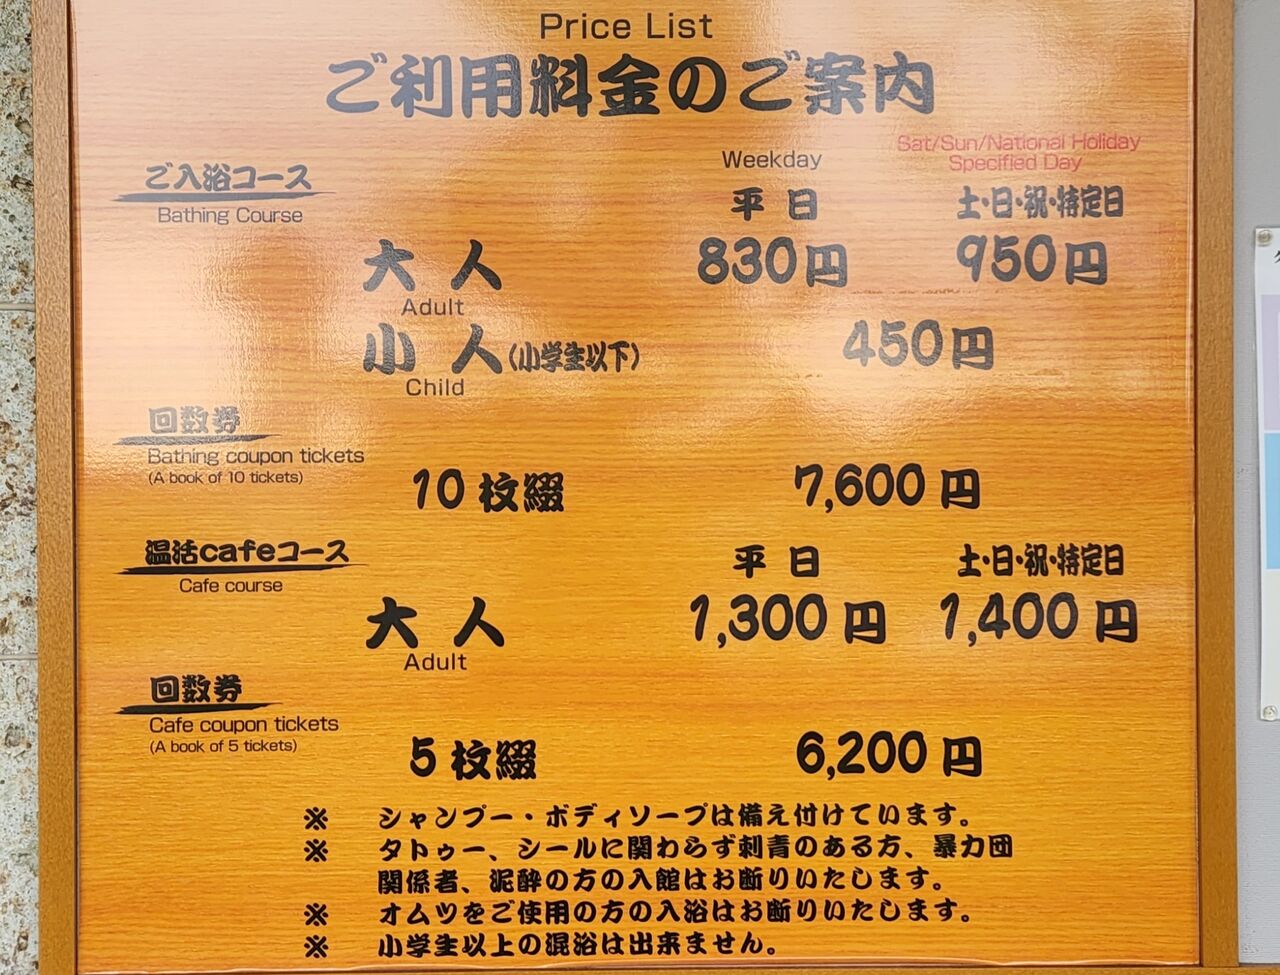 Price List
ご利用料金のご案内
ご入浴コース
Bathing Course
Weekday
Sat/Sun/National Holiday
Specified Day
平日 土・日・祝・特定日
大人 830円 950円
Adult
小人(小学生以下) 450円
Child
回数券
Bathing coupon tickets
(A book of 10 tickets)
10枚綴 7,600円
温活cafeコース
Cafe course
平日 土・日・祝・特定日
大人 1,300円 1,400円
Adult
回数券
Cafe coupon tickets
(A book of 5 tickets)
5枚綴 6,200円
※ シャンプー・ボディソープは備え付けています。
※ タトゥー、シールに関わらず刺青のある方、暴力団
関係者、泥酔の方の入館はお断りいたします。
※ オムツをご使用の方の入浴はお断りいたします。
※ 小学生以上の混浴は出来ません。